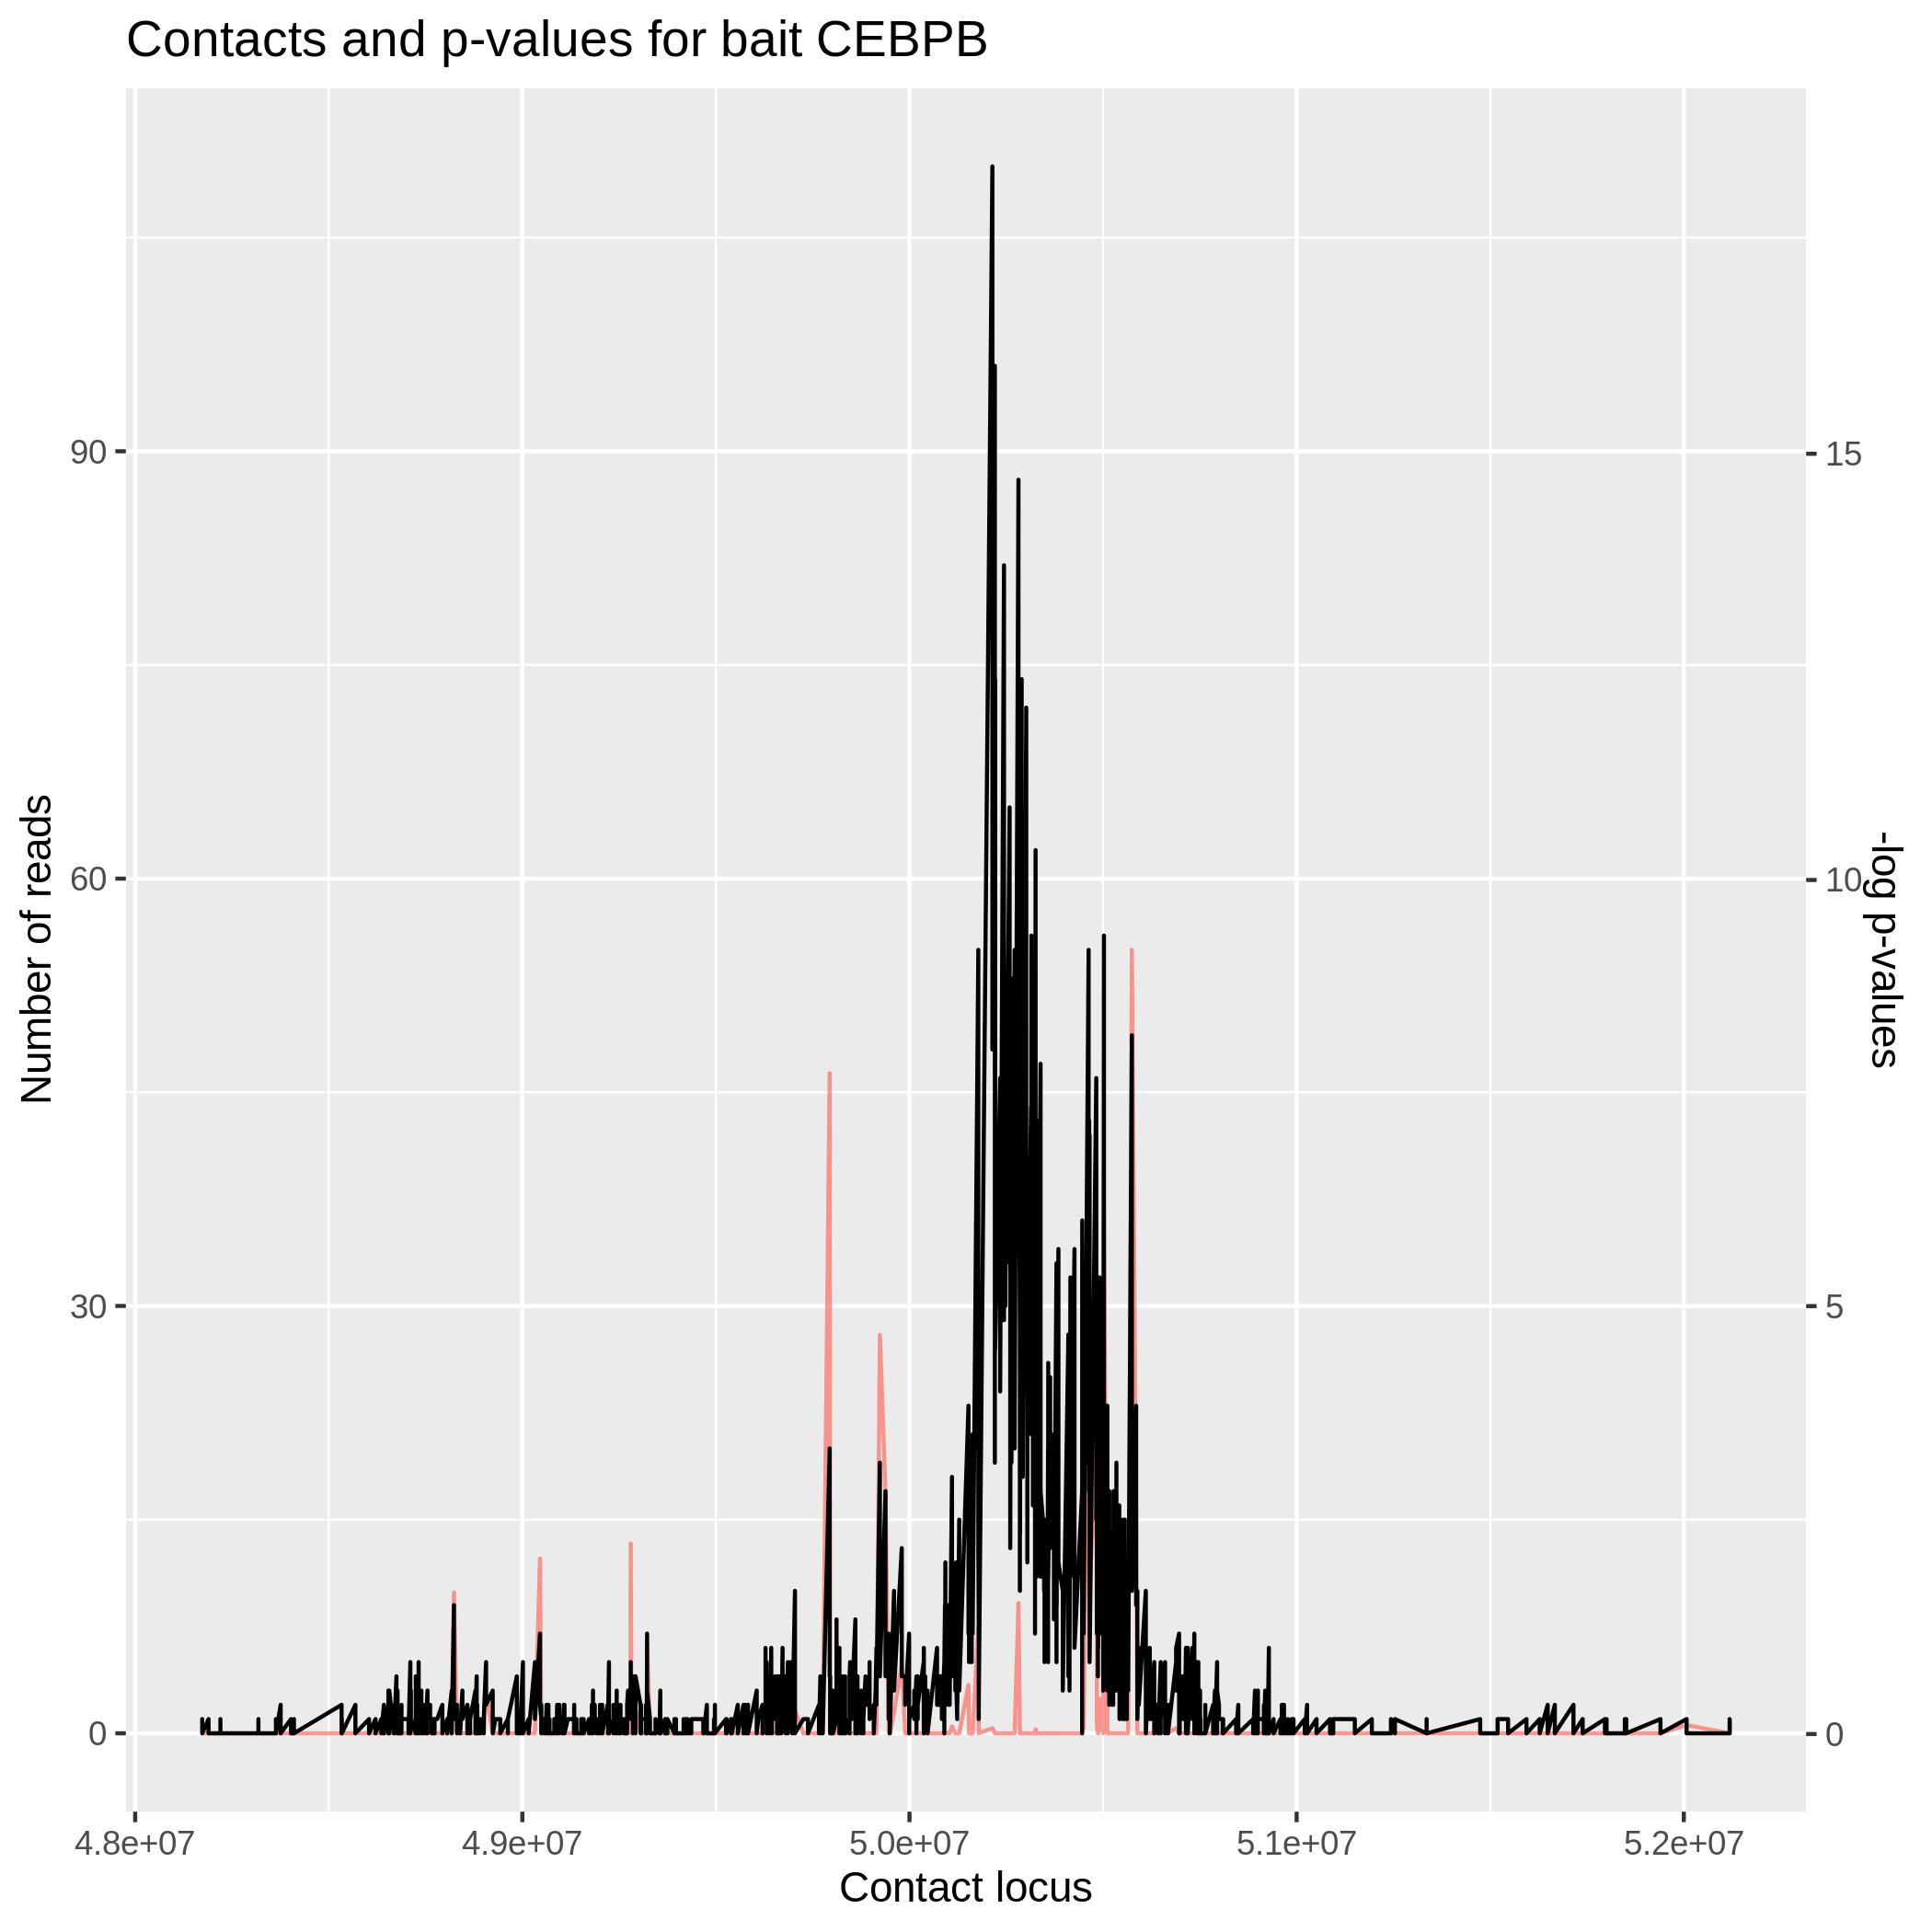 Contacts and p-values for bait CEBPB
90
60
30
0
15
10
5
0
Number of reads
-log p-values
4.8e+07
4.9e+07
5.0e+07
5.1e+07
5.2e+07
Contact locus